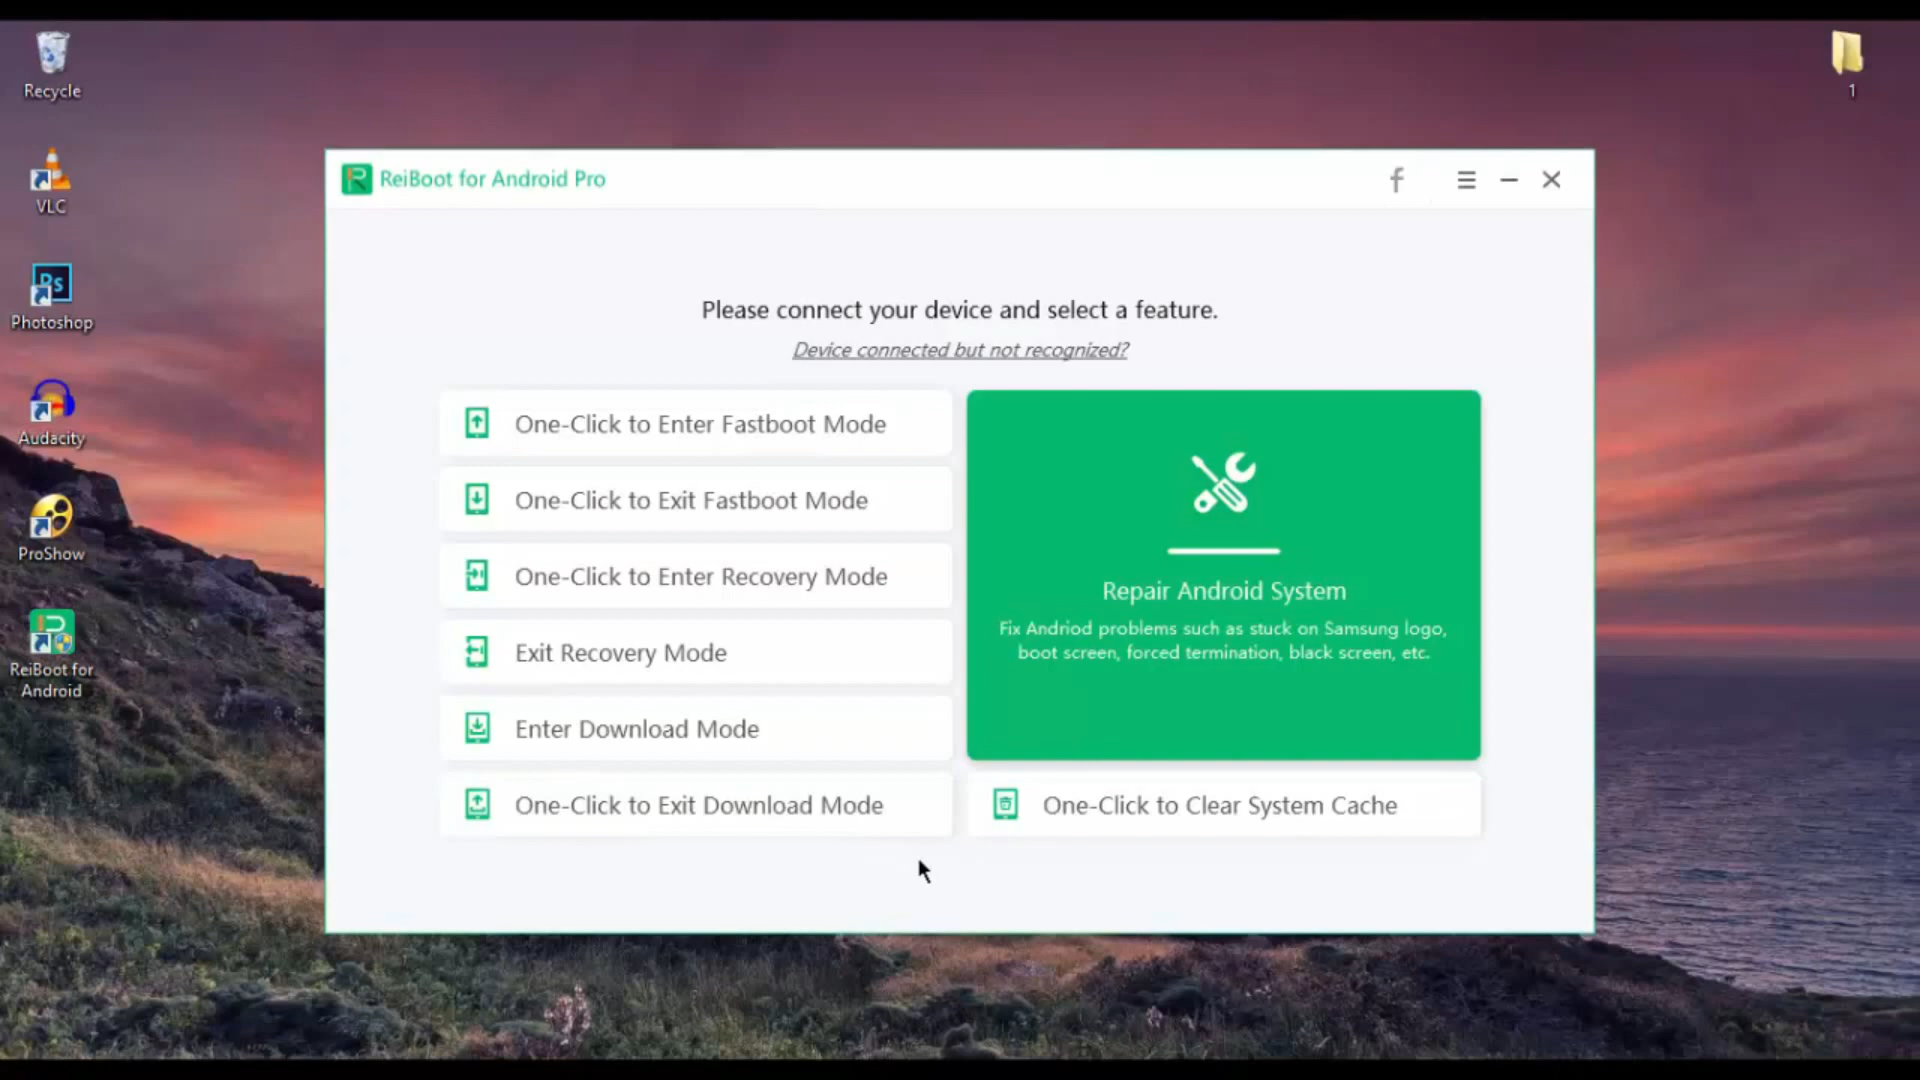 Recycle
VLC
Ps
Photoshop
Audacity
ProShow
ReiBoot for
Android
1
ReiBoot for Android Pro
Please connect your device and select a feature.
Device connected but not recognized?
One-Click to Enter Fastboot Mode
One-Click to Exit Fastboot Mode
One-Click to Enter Recovery Mode
Exit Recovery Mode
Enter Download Mode
One-Click to Exit Download Mode
Repair Android System
Fix Andriod problems such as stuck on Samsung logo,
boot screen, forced termination, black screen, etc.
One-Click to Clear System Cache